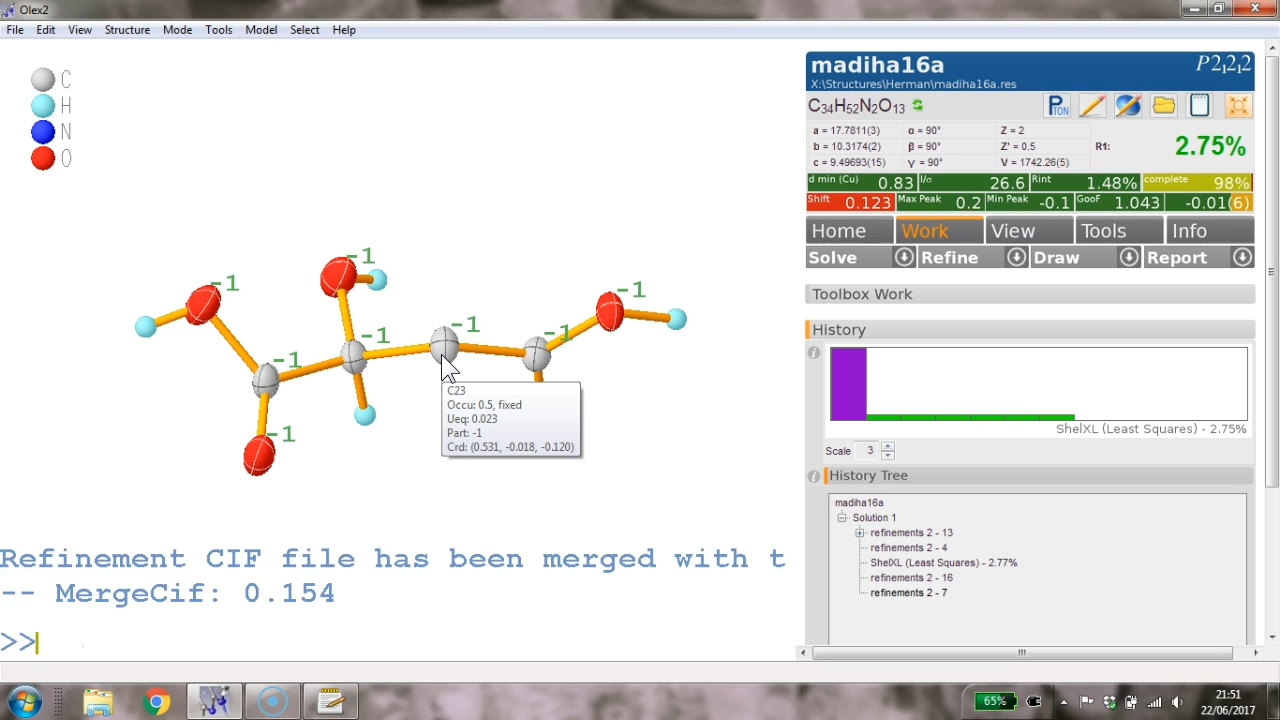 Olex2
File Edit View Structure Mode Tools Model Select Help
C
H
N
O
-1
-1
-1
-1
-1
-1
-1
-1
C23
Occu: 0.5, fixed
Ueq: 0.023
Part: -1
Crd: (0.531, -0.018, -0.120)
Refinement CIF file has been merged with t
-- MergeCif: 0.154
>>
madiha16a
P2₁2₁2
X:\Structures\Herman\madiha16a.res
C₃₄H₅₂N₂O₁₃
PTON
a = 17.7811(3) α = 90° Z = 2
b = 10.3174(2) β = 90° Z' = 0.5
c = 9.49693(15) γ = 90° V = 1742.26(5)
R1: 2.75%
d min (Cu) 0.83 I/σ 26.6 Rint 1.48% complete 98%
Shift 0.123 Max Peak 0.2 Min Peak -0.1 GooF 1.043 -0.01(6)
Home Work View Tools Info
Solve Refine Draw Report
Toolbox Work
History
ShelXL (Least Squares) - 2.75%
Scale 3
History Tree
madiha16a
Solution 1
refinements 2 - 13
refinements 2 - 4
ShelXL (Least Squares) - 2.77%
refinements 2 - 16
refinements 2 - 7
65%
21:51
22/06/2017